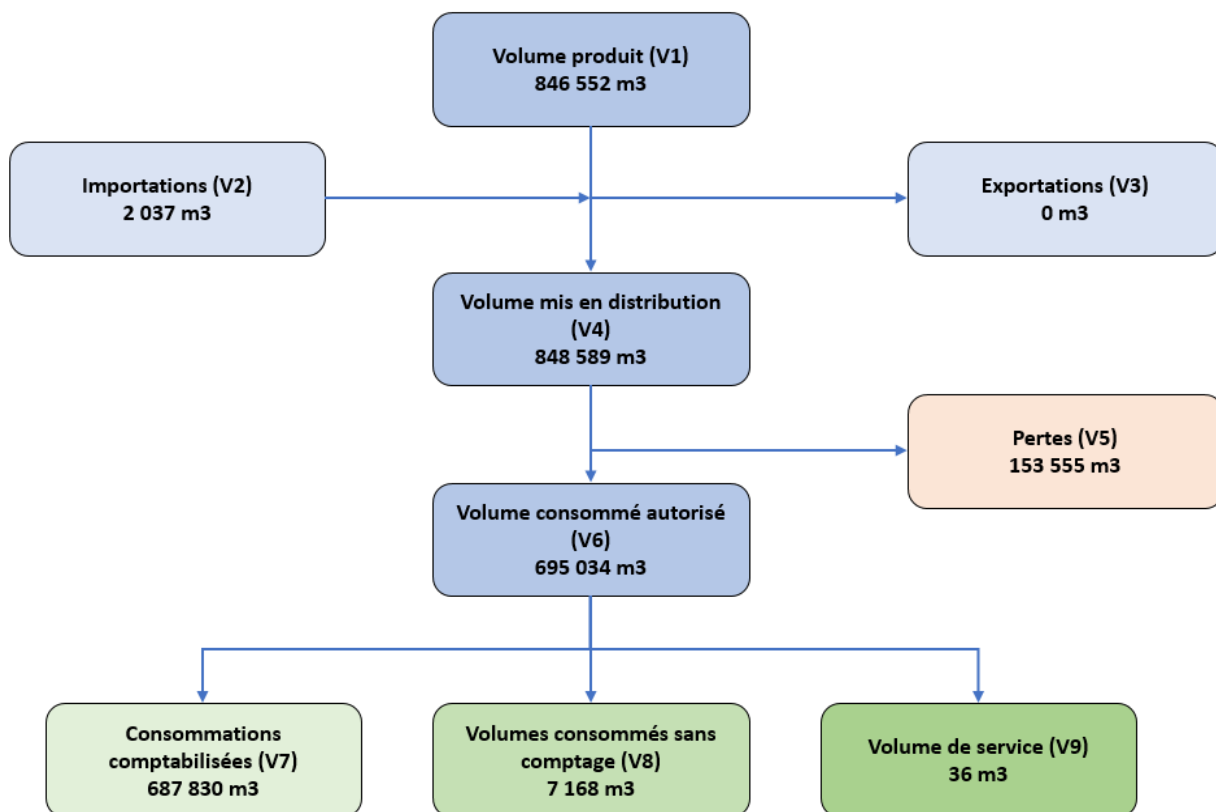 Volume produit (V1)
846 552 m3
Importations (V2)
2 037 m3
Exportations (V3)
0 m3
Volume mis en distribution
(V4)
848 589 m3
Pertes (V5)
153 555 m3
Volume consommé autorisé
(V6)
695 034 m3
Consommations
comptabilisées (V7)
687 830 m3
Volumes consommés sans
comptage (V8)
7 168 m3
Volume de service (V9)
36 m3